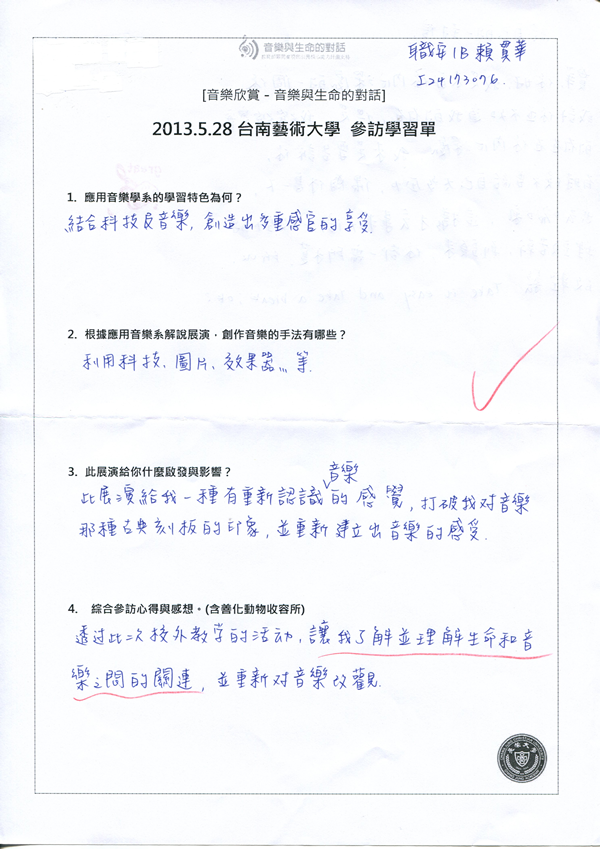 音樂與生命的對話
職安1B 賴貫華
I24173076
[音樂欣賞－音樂與生命的對話]
2013.5.28 台南藝術大學 參訪學習單
1. 應用音樂學系的學習特色為何？
結合科技與音樂，創造出多重感官的享受.
2. 根據應用音樂系解說展演，創作音樂的手法有哪些？
利用科技、圖片、效果器…等.
3. 此展演給你什麼啟發與影響？
音樂
此展演給我一種有重新認識的感覺，打破我对音樂
那種古典刻板的印象，並重新建立出音樂的感受.
4. 綜合參訪心得與感想。(含善化動物收容所)
透过此次校外教学的活动，讓我了解並理解生命和音
樂之間的關連，並重新对音樂改觀.